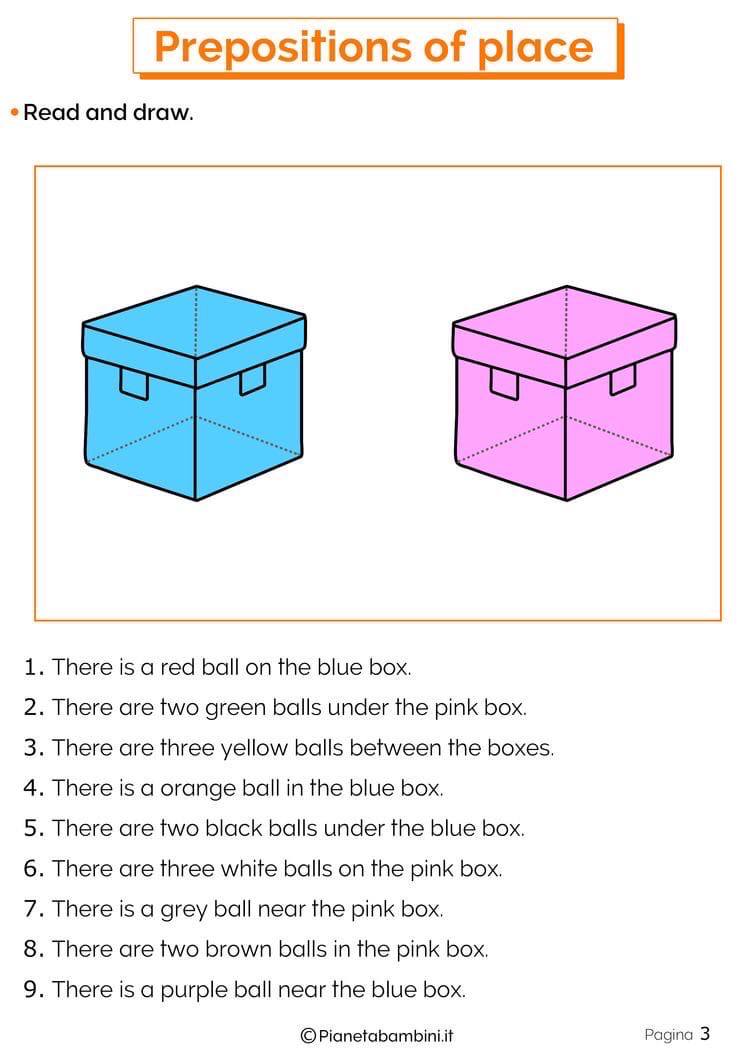 Prepositions of place
• Read and draw.
1. There is a red ball on the blue box.
2. There are two green balls under the pink box.
3. There are three yellow balls between the boxes.
4. There is a orange ball in the blue box.
5. There are two black balls under the blue box.
6. There are three white balls on the pink box.
7. There is a grey ball near the pink box.
8. There are two brown balls in the pink box.
9. There is a purple ball near the blue box.
©Pianetabambini.it
Pagina 3